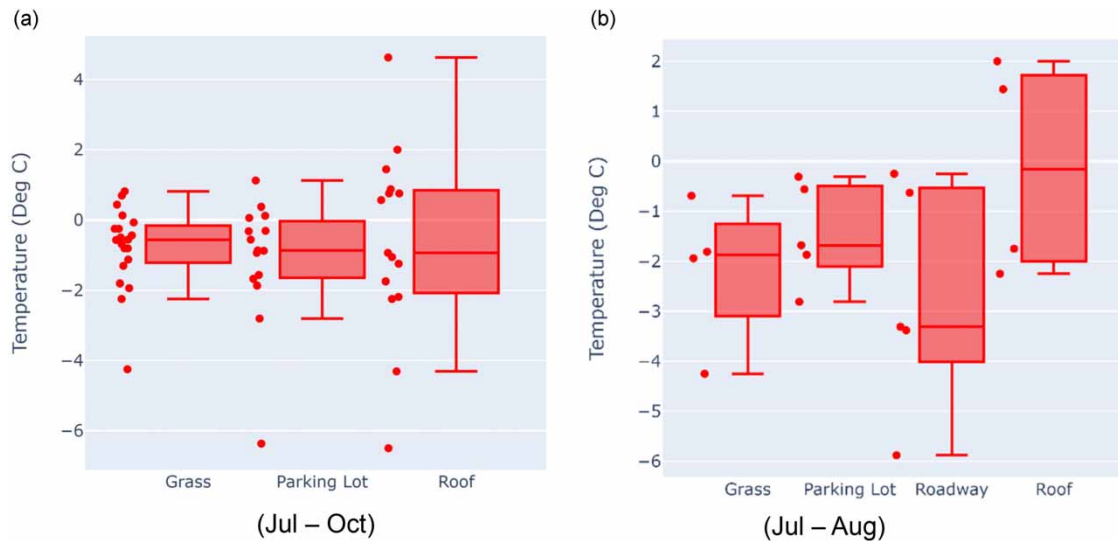 (a)
Temperature (Deg C)
4
2
0
−2
−4
−6
Grass Parking Lot Roof
(Jul – Oct)
(b)
Temperature (Deg C)
2
1
0
−1
−2
−3
−4
−5
−6
Grass Parking Lot Roadway Roof
(Jul – Aug)